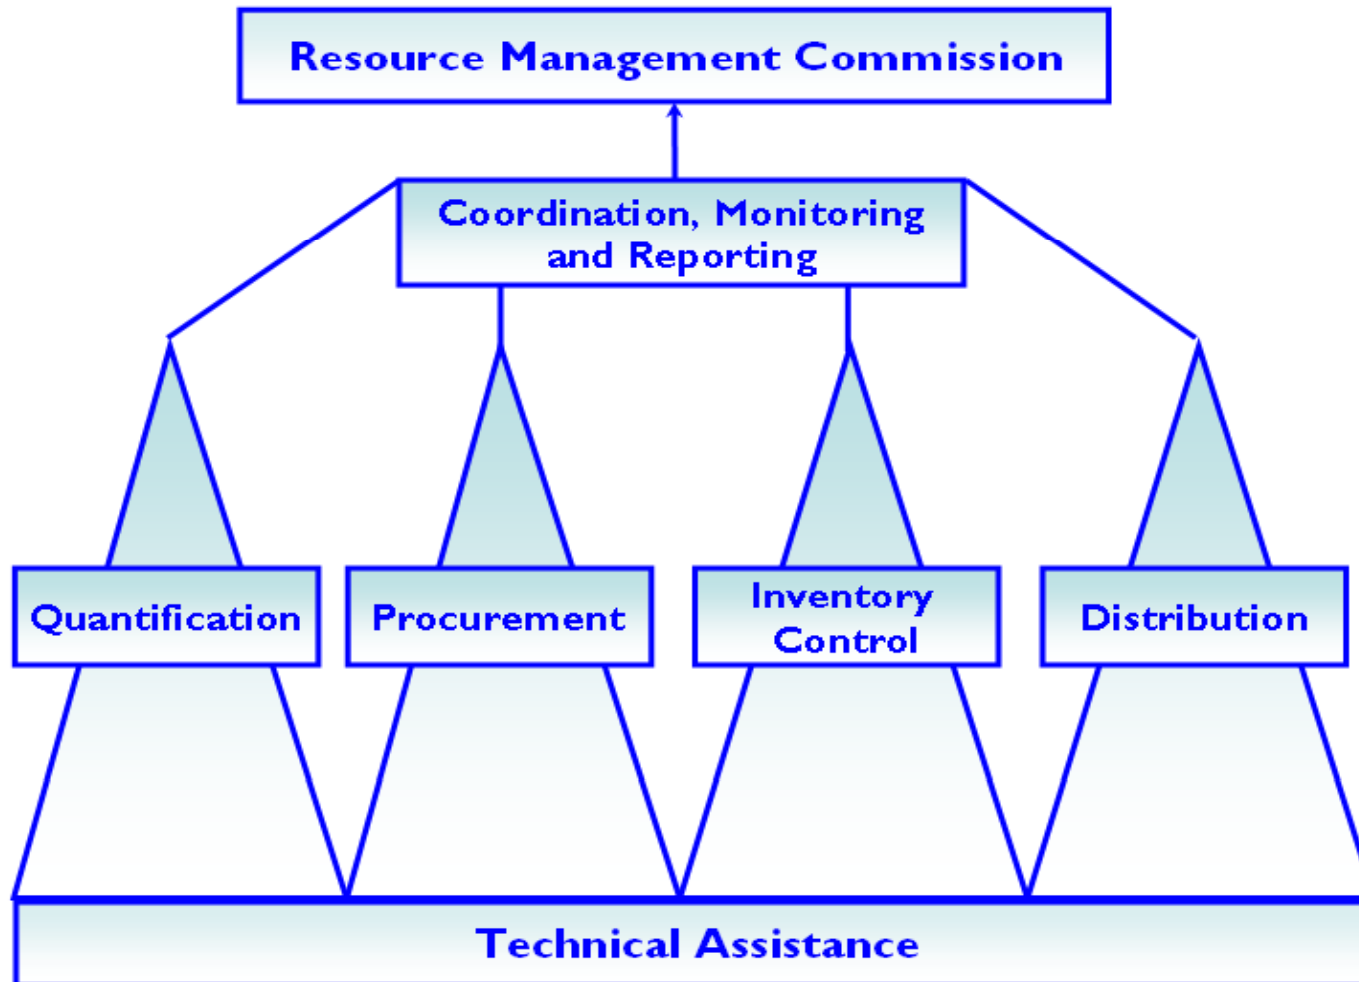 Resource Management Commission
Coordination, Monitoring
and Reporting
Quantification
Procurement
Inventory
Control
Distribution
Technical Assistance